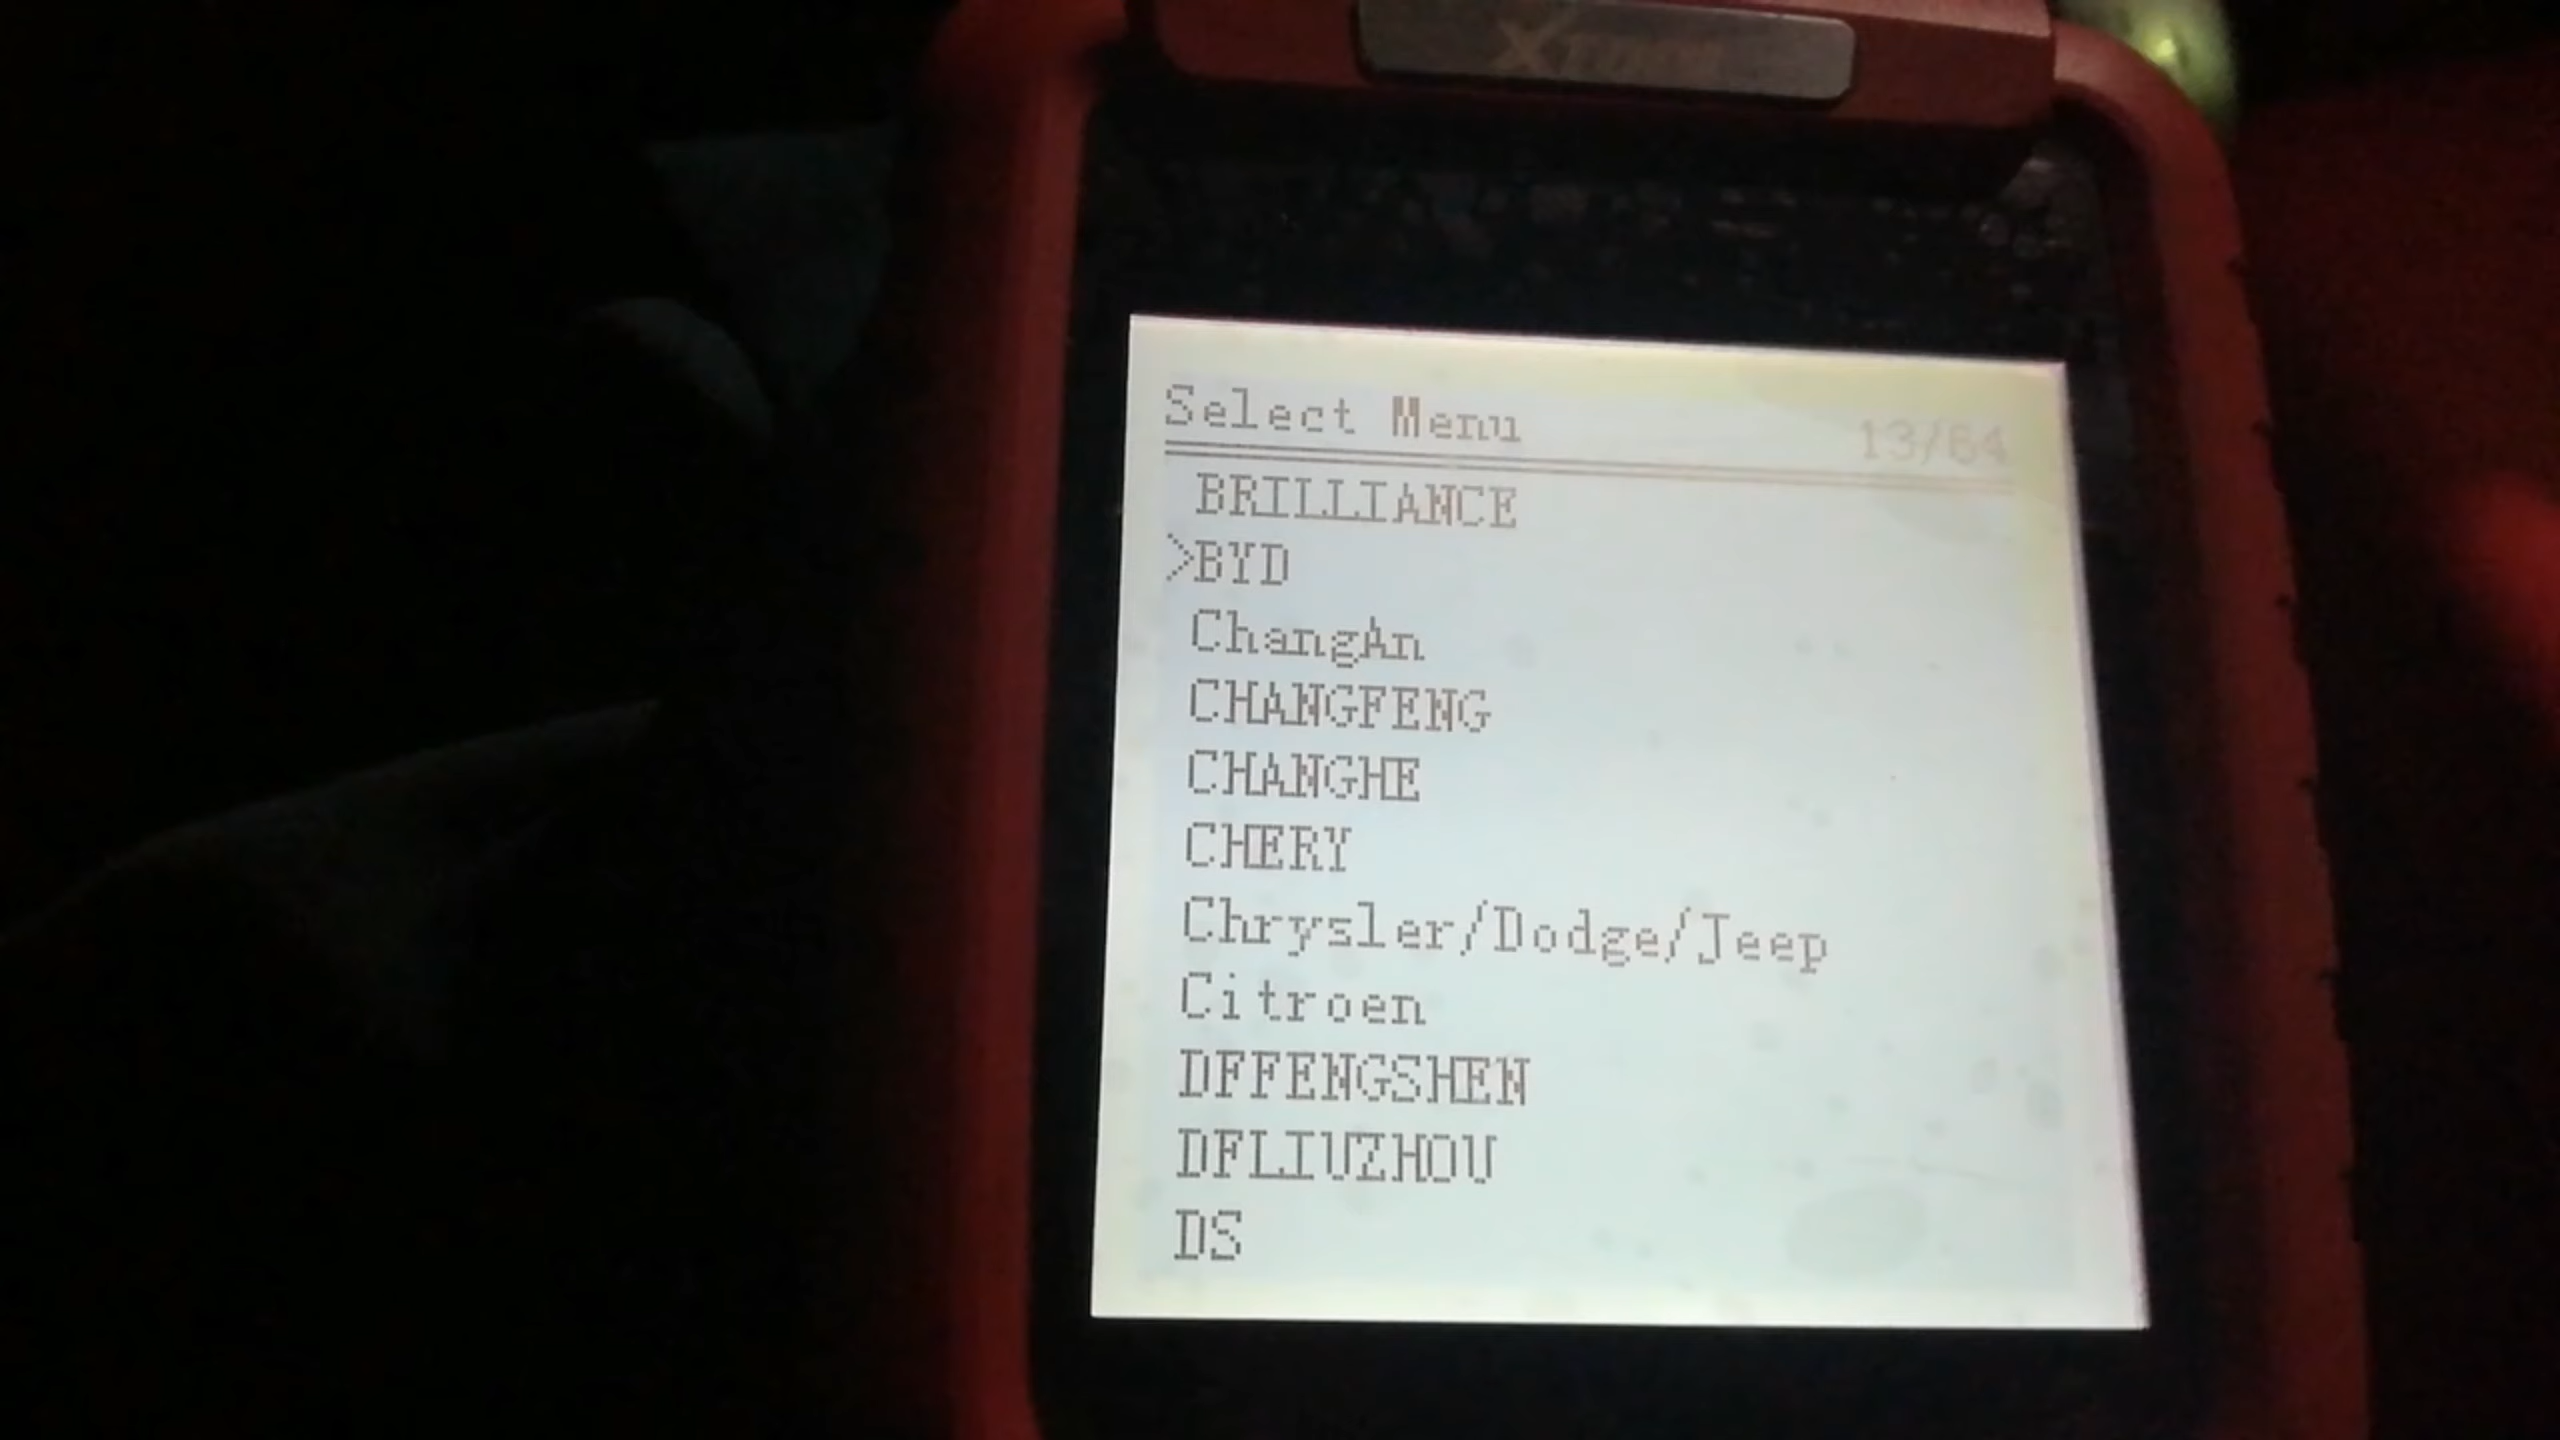 Select Menu 13/64
BRILLIANCE
>BYD
ChangAn
CHANGFENG
CHANGHE
CHERY
Chrysler/Dodge/Jeep
Citroen
DFFENGSHEN
DFLIUZHOU
DS